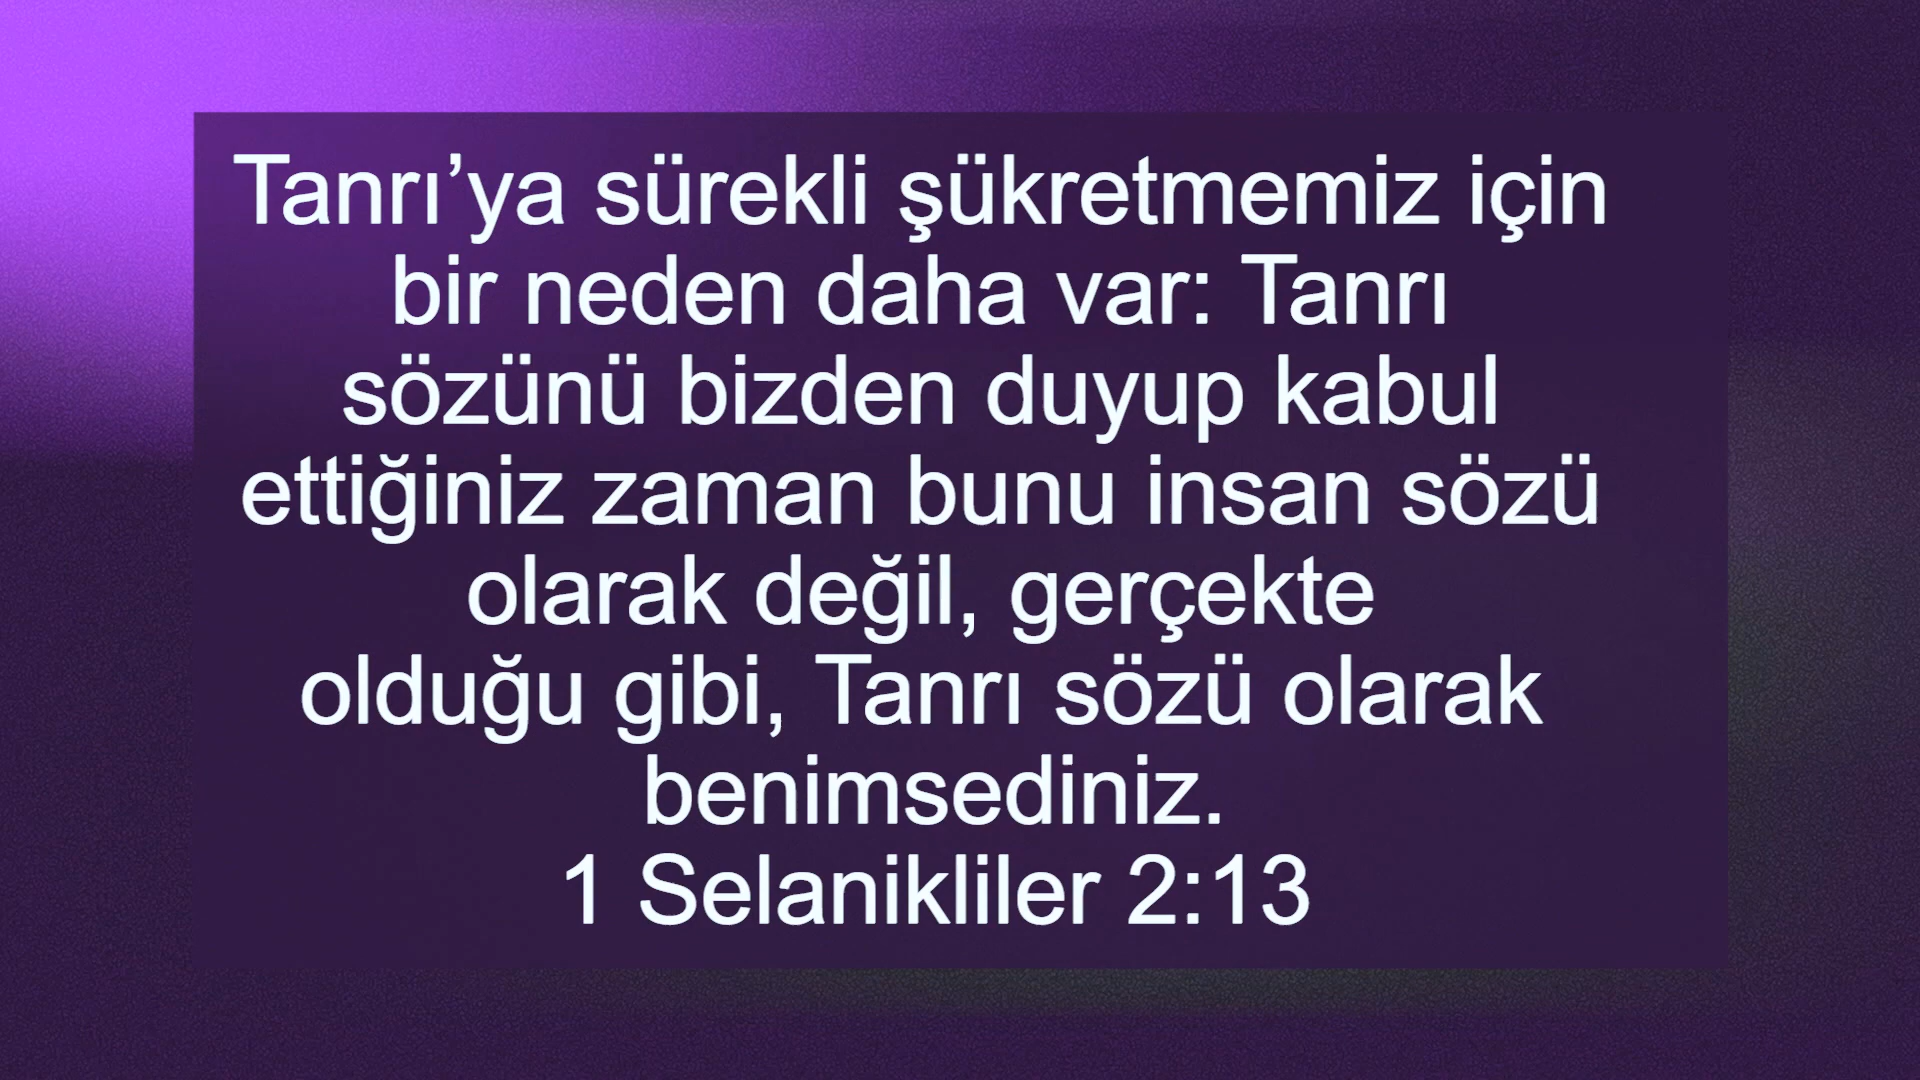 Tanrı’ya sürekli şükretmemiz için
bir neden daha var: Tanrı
sözünü bizden duyup kabul
ettiğiniz zaman bunu insan sözü
olarak değil, gerçekte
olduğu gibi, Tanrı sözü olarak
benimsediniz.
1 Selanikliler 2:13